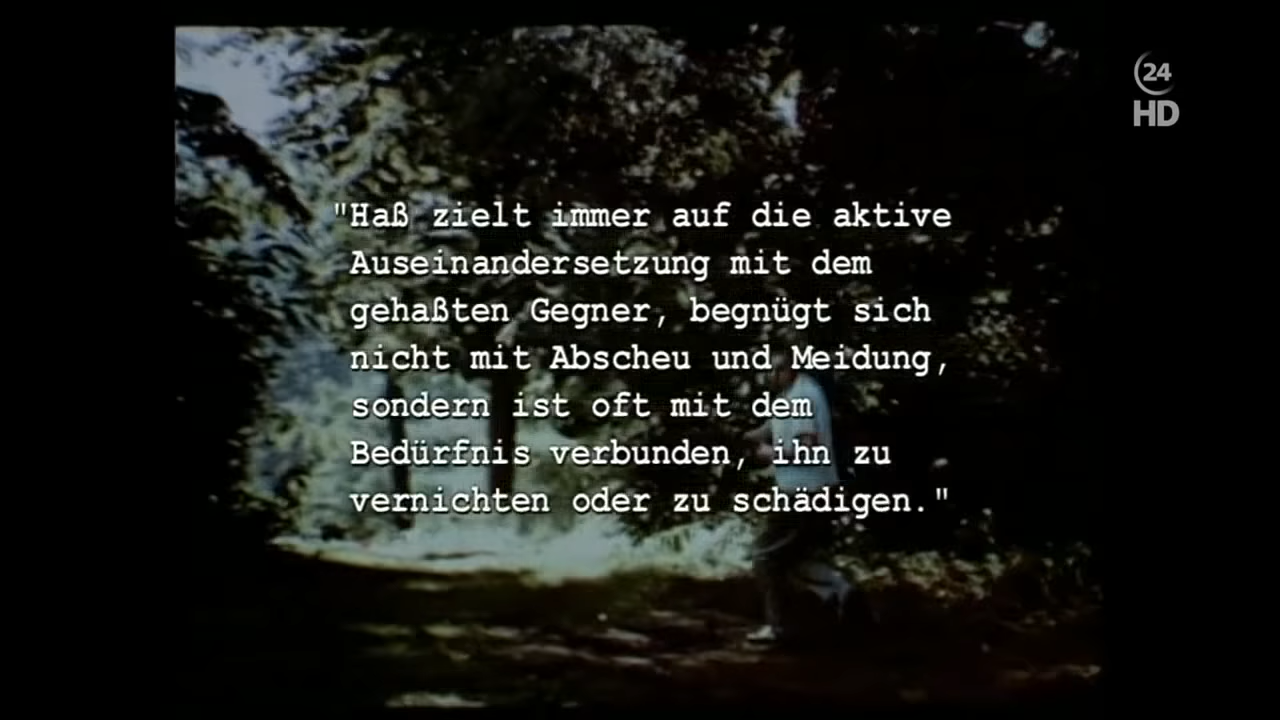 24
HD
"Haß zielt immer auf die aktive
Auseinandersetzung mit dem
gehaßten Gegner, begnügt sich
nicht mit Abscheu und Meidung,
sondern ist oft mit dem
Bedürfnis verbunden, ihn zu
vernichten oder zu schädigen."